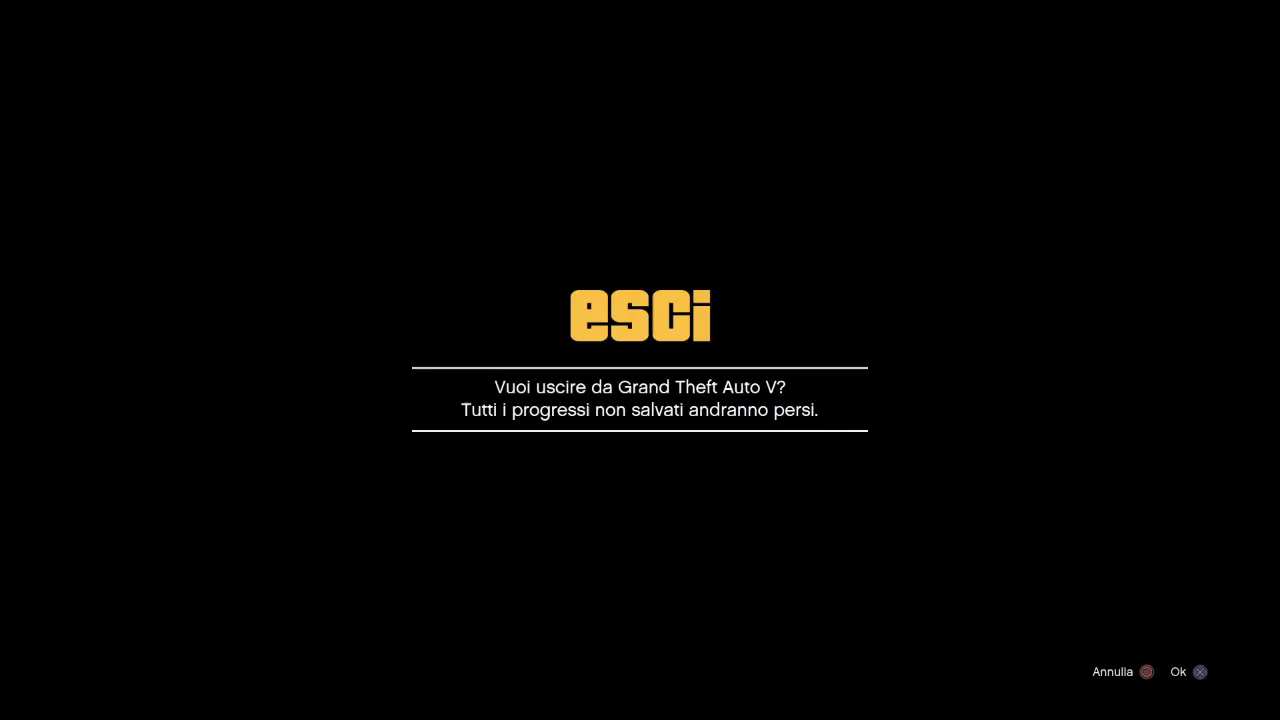 esci
Vuoi uscire da Grand Theft Auto V?
Tutti i progressi non salvati andranno persi.
Annulla Ok